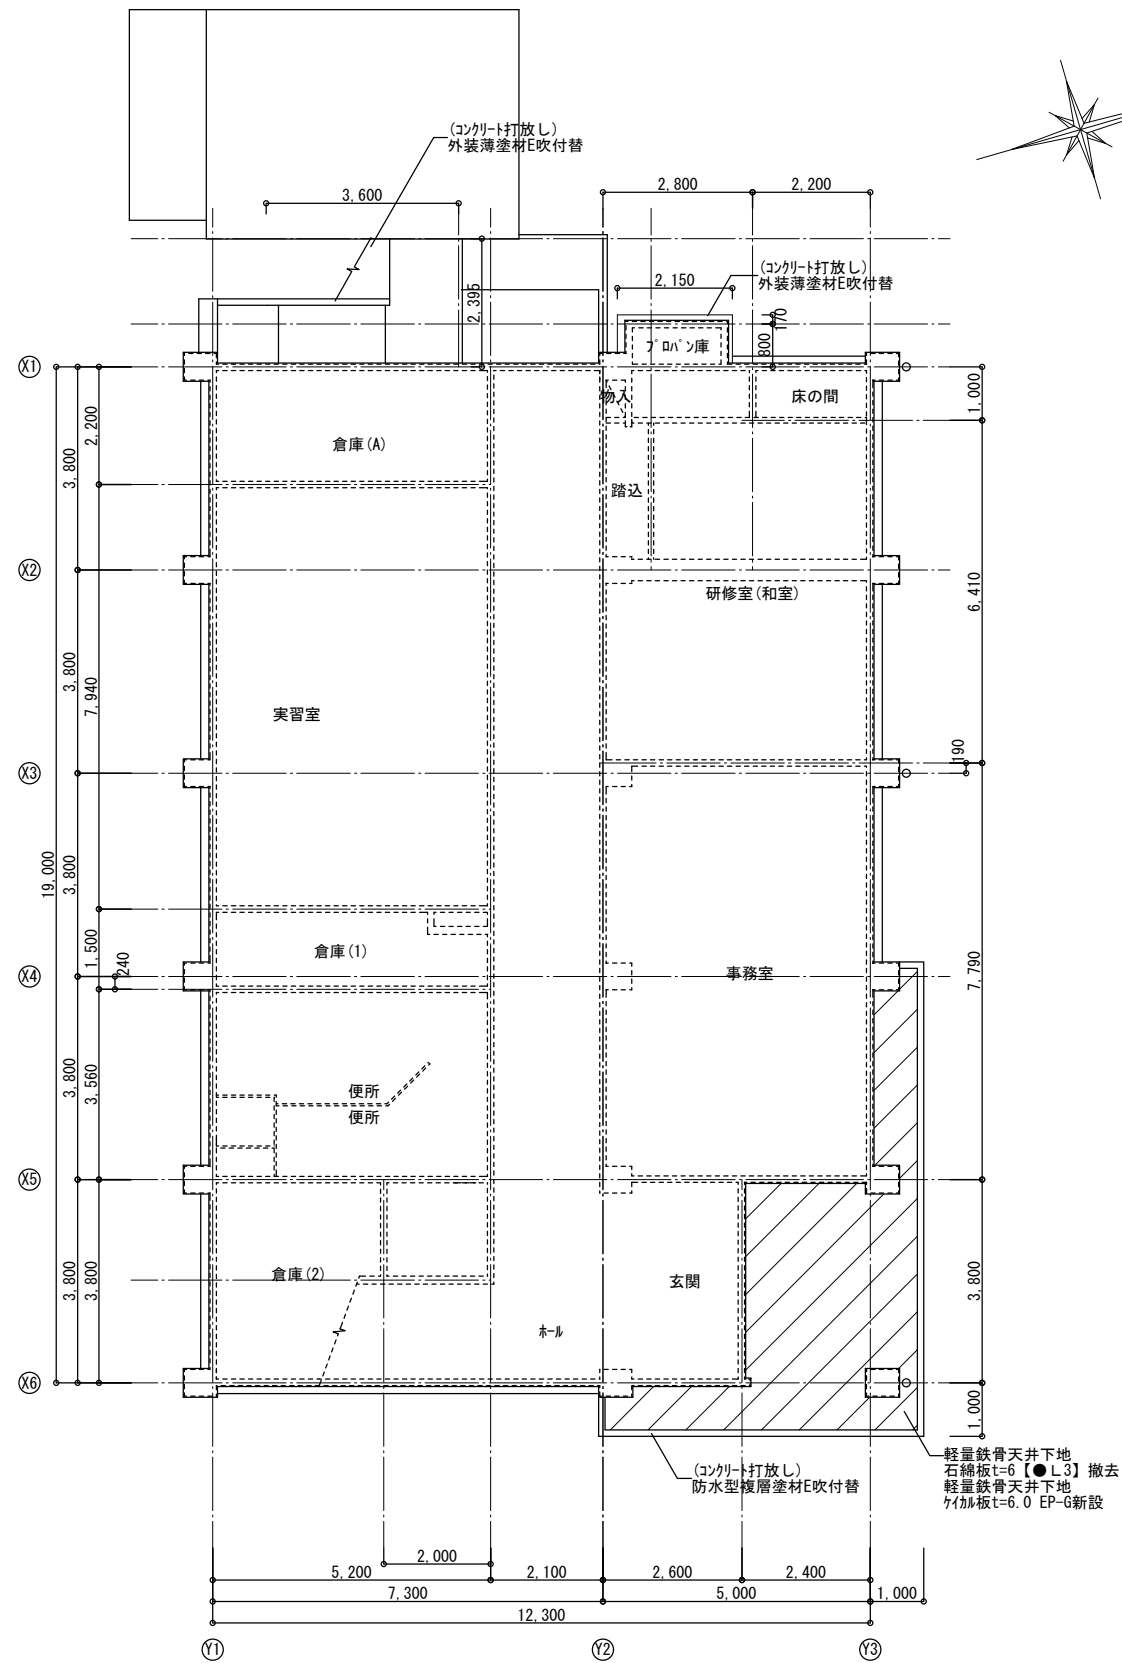 (ｺﾝｸﾘｰﾄ打放し)
外装薄塗材E吹付替
3,600
2,800
2,200
2,395
2,150
(ｺﾝｸﾘｰﾄ打放し)
外装薄塗材E吹付替
170
800
ﾌﾟﾛﾊﾟﾝ庫
X1
物入
床の間
1,000
2,200
3,800
倉庫(A)
踏込
X2
研修室(和室)
6,410
3,800
7,940
実習室
190
X3
19,000
3,800
1,500
240
倉庫(1)
X4
事務室
7,790
3,800
3,560
便所
便所
X5
3,800
3,800
倉庫(2)
玄関
ﾎｰﾙ
3,800
X6
1,000
(ｺﾝｸﾘｰﾄ打放し)
防水型複層塗材E吹付替
軽量鉄骨天井下地
石綿板t=6【●L3】撤去
軽量鉄骨天井下地
ｹｲｶﾙ板t=6.0 EP-G新設
2,000
5,200
2,100
2,600
2,400
7,300
5,000
1,000
12,300
Y1
Y2
Y3